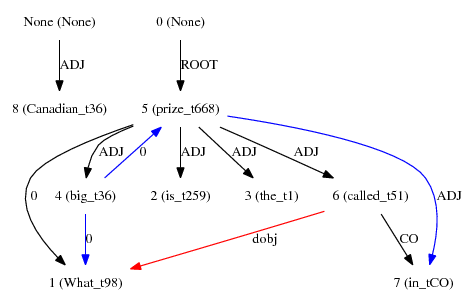 None (None) 0 (None)
ADJ ROOT
8 (Canadian_t36) 5 (prize_t668)
0 ADJ 0 ADJ ADJ ADJ ADJ
4 (big_t36) 2 (is_t259) 3 (the_t1) 6 (called_t51)
0 dobj CO
1 (What_t98) 7 (in_tCO)